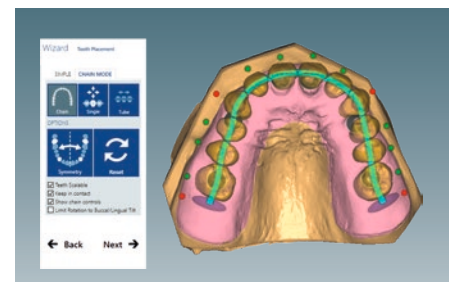 Wizard Teeth Placement
SIMPLE CHAIN MODE
Chain Single Tube
OPTIONS
Symmetry Reset
Teeth Scalable
Keep in contact
Show chain controls
Limit Rotation to Buccal/Lingual Tilt
Back Next